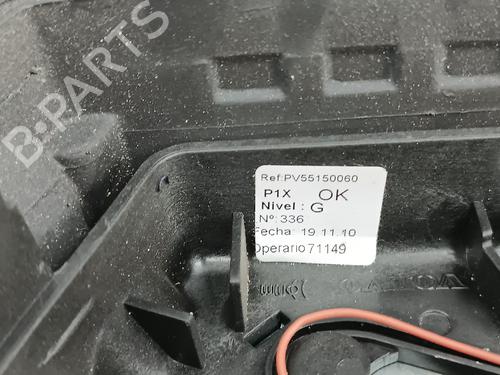 B-PARTS
Ref:PV55150060
P1X OK
Nivel : G
Nº: 336
Fecha: 19.11.10
Operario 71149